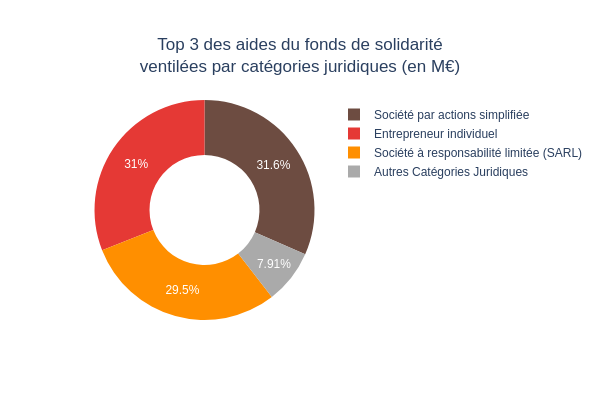 Top 3 des aides du fonds de solidarité
ventilées par catégories juridiques (en M€)
Société par actions simplifiée
Entrepreneur individuel
Société à responsabilité limitée (SARL)
Autres Catégories Juridiques
31%
31.6%
7.91%
29.5%